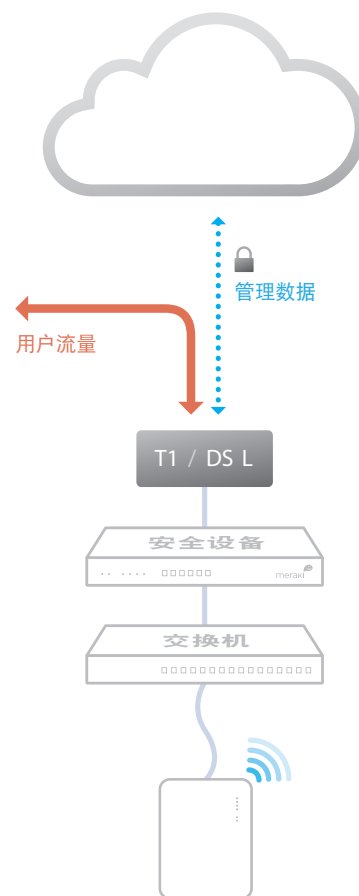 管理数据
用户流量
T1 / DS L
安全设备
meraki
交换机